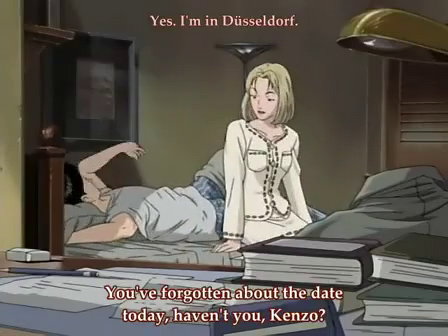 Yes. I'm in Düsseldorf.
You've forgotten about the date
today, haven't you, Kenzo?